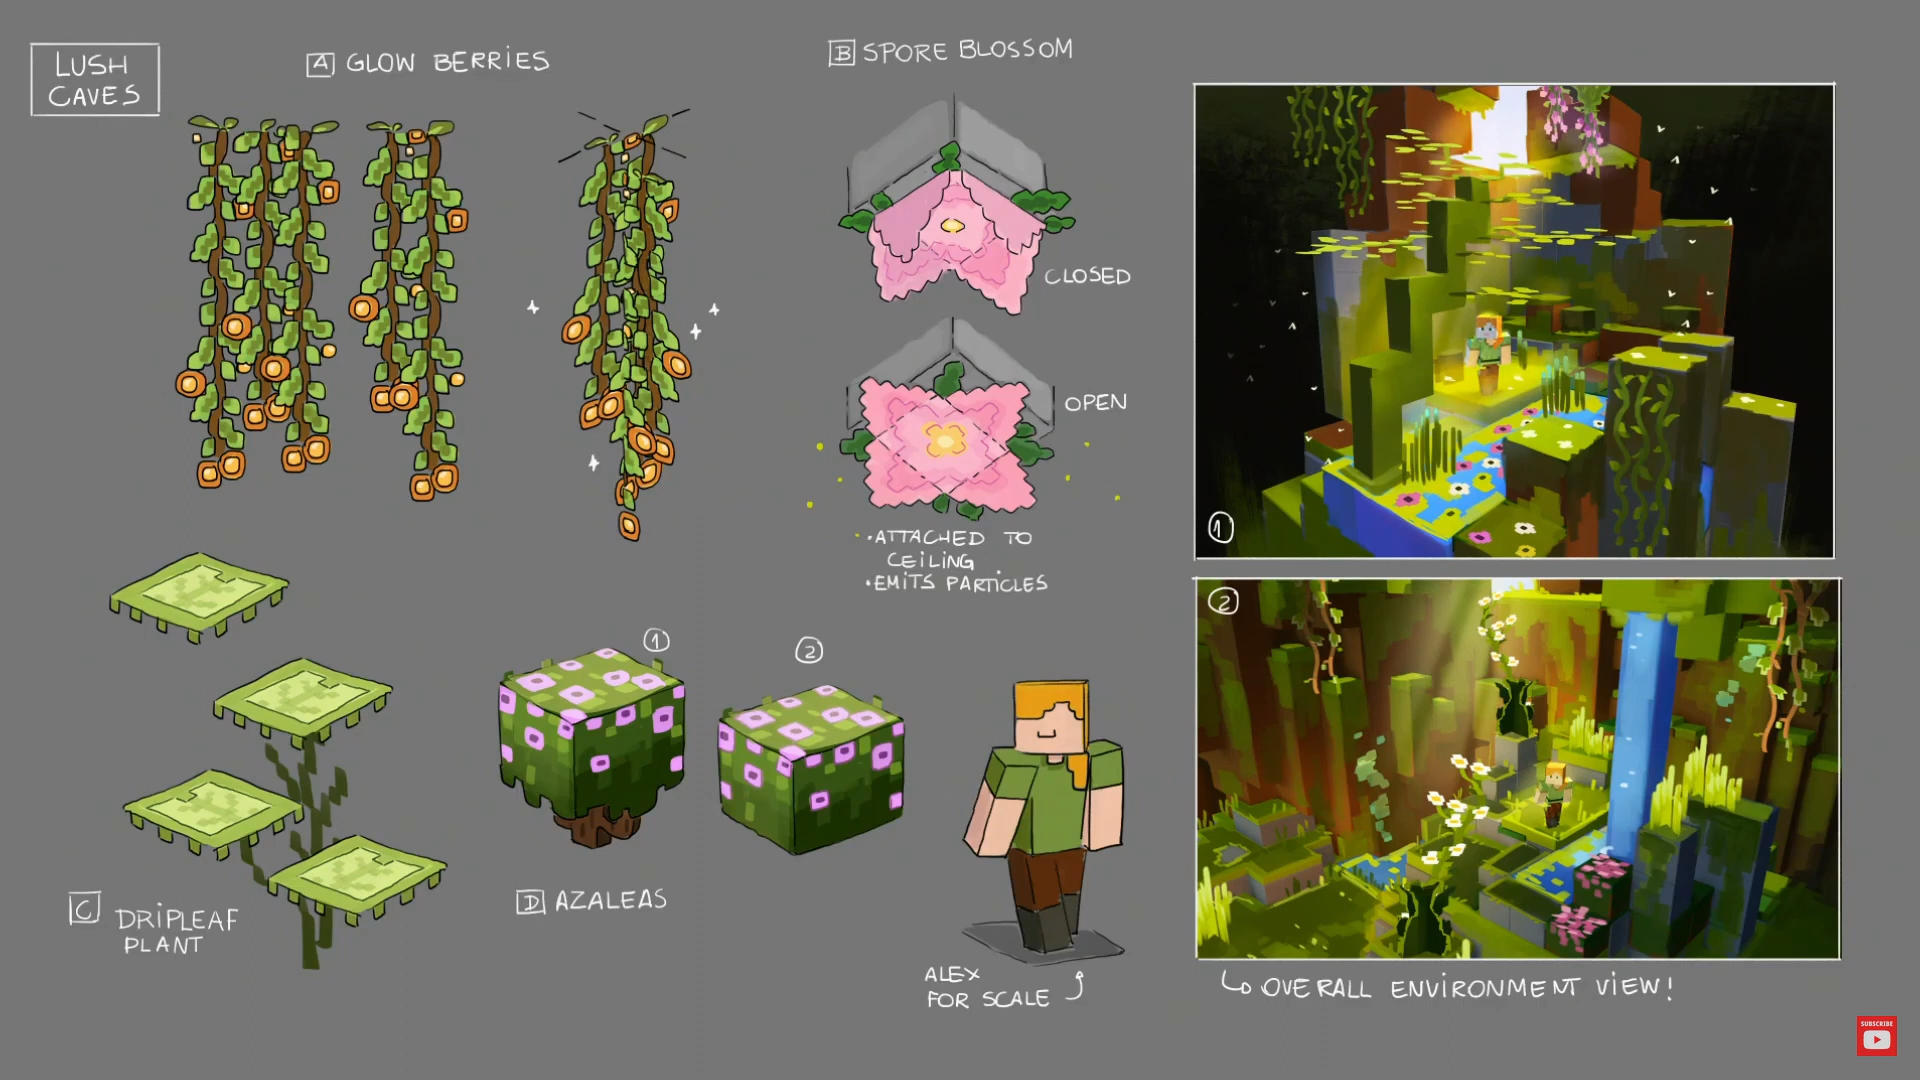 LUSH
CAVES
A GLOW BERRIES
B SPORE BLOSSOM
CLOSED
OPEN
• ATTACHED TO
CEILING
• EMITS PARTICLES
C DRIPLEAF
PLANT
1
2
D AZALEAS
ALEX
FOR SCALE
1
2
OVERALL ENVIRONMENT VIEW!
SUBSCRIBE